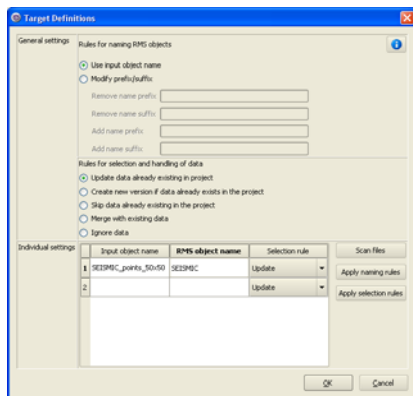 Target Definitions
General settings
Rules for naming RMS objects
Use input object name
Modify prefix/suffix
Remove name prefix
Remove name suffix
Add name prefix
Add name suffix
Rules for selection and handling of data
Update data already existing in project
Create new version if data already exists in the project
Skip data already existing in the project
Merge with existing data
Ignore data
Individual settings
Input object name RMS object name Selection rule
1 SEISMIC_points_50x50 SEISMIC Update
2 Update
Scan files
Apply naming rules
Apply selection rules
OK Cancel